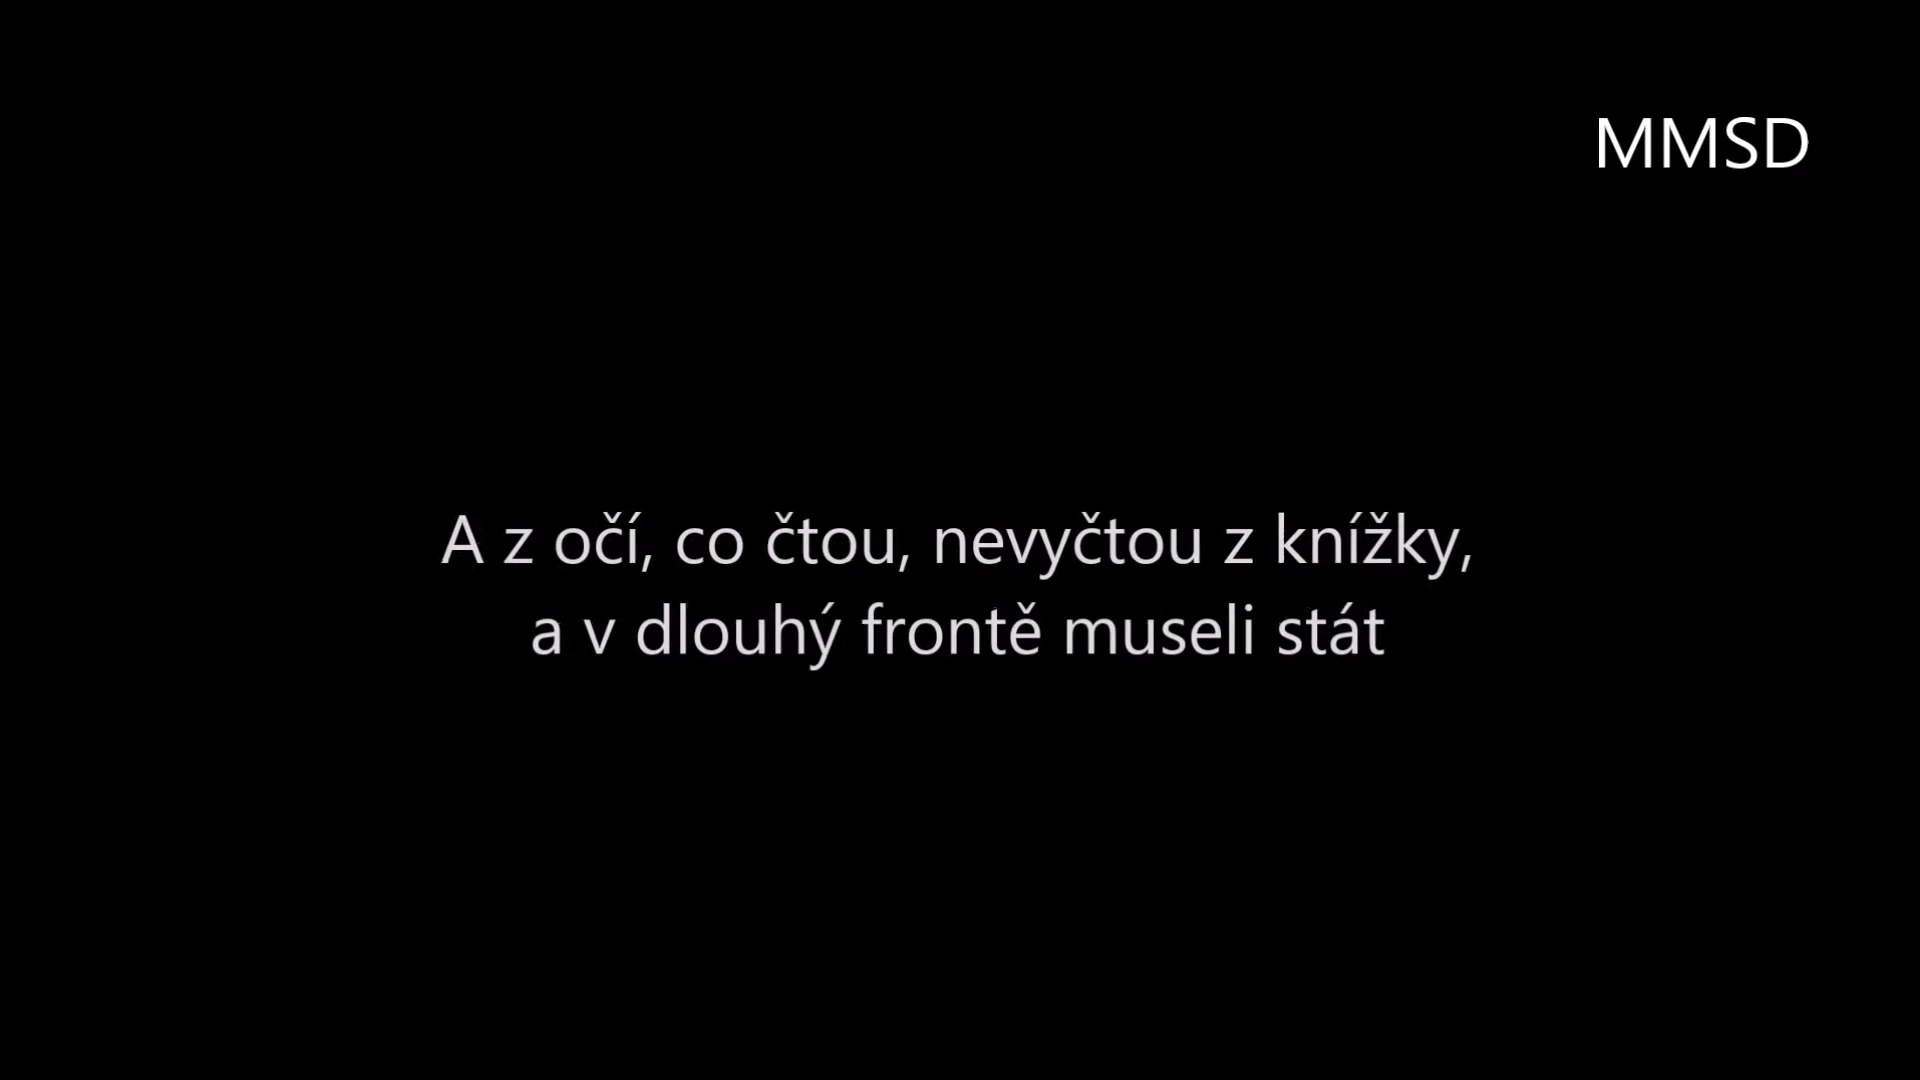 MMSD
A z očí, co čtou, nevyčtou z knížky,
a v dlouhý frontě museli stát